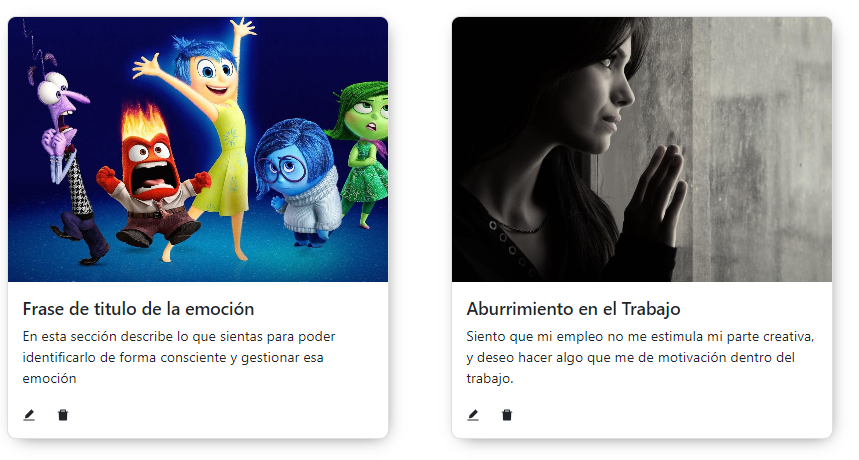 Frase de titulo de la emoción
En esta sección describe lo que sientas para poder
identificarlo de forma consciente y gestionar esa
emoción
Aburrimiento en el Trabajo
Siento que mi empleo no me estimula mi parte creativa,
y deseo hacer algo que me de motivación dentro del
trabajo.